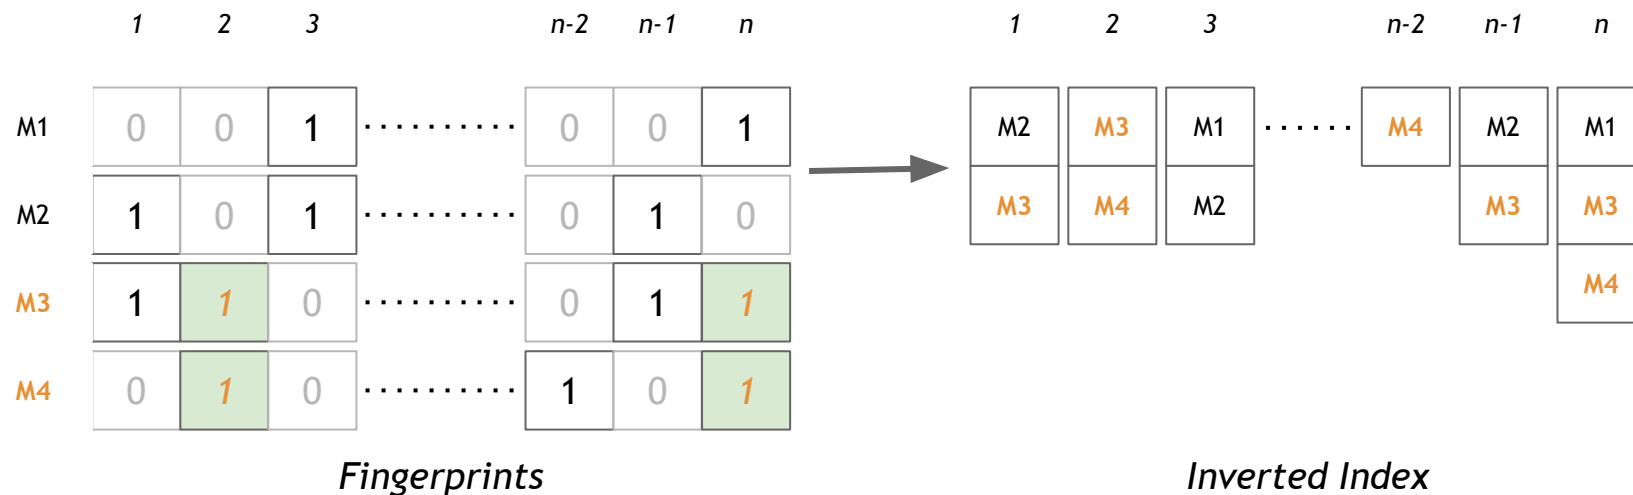 1 2 3 n-2 n-1 n 1 2 3 n-2 n-1 n
M1 0 0 1 .......... 0 0 1 M2 M3 M1 ...... M4 M2 M1
M2 1 0 1 .......... 0 1 0 M3 M4 M2 M3 M3
M3 1 1 0 .......... 0 1 1 M4
M4 0 1 0 .......... 1 0 1
Fingerprints Inverted Index